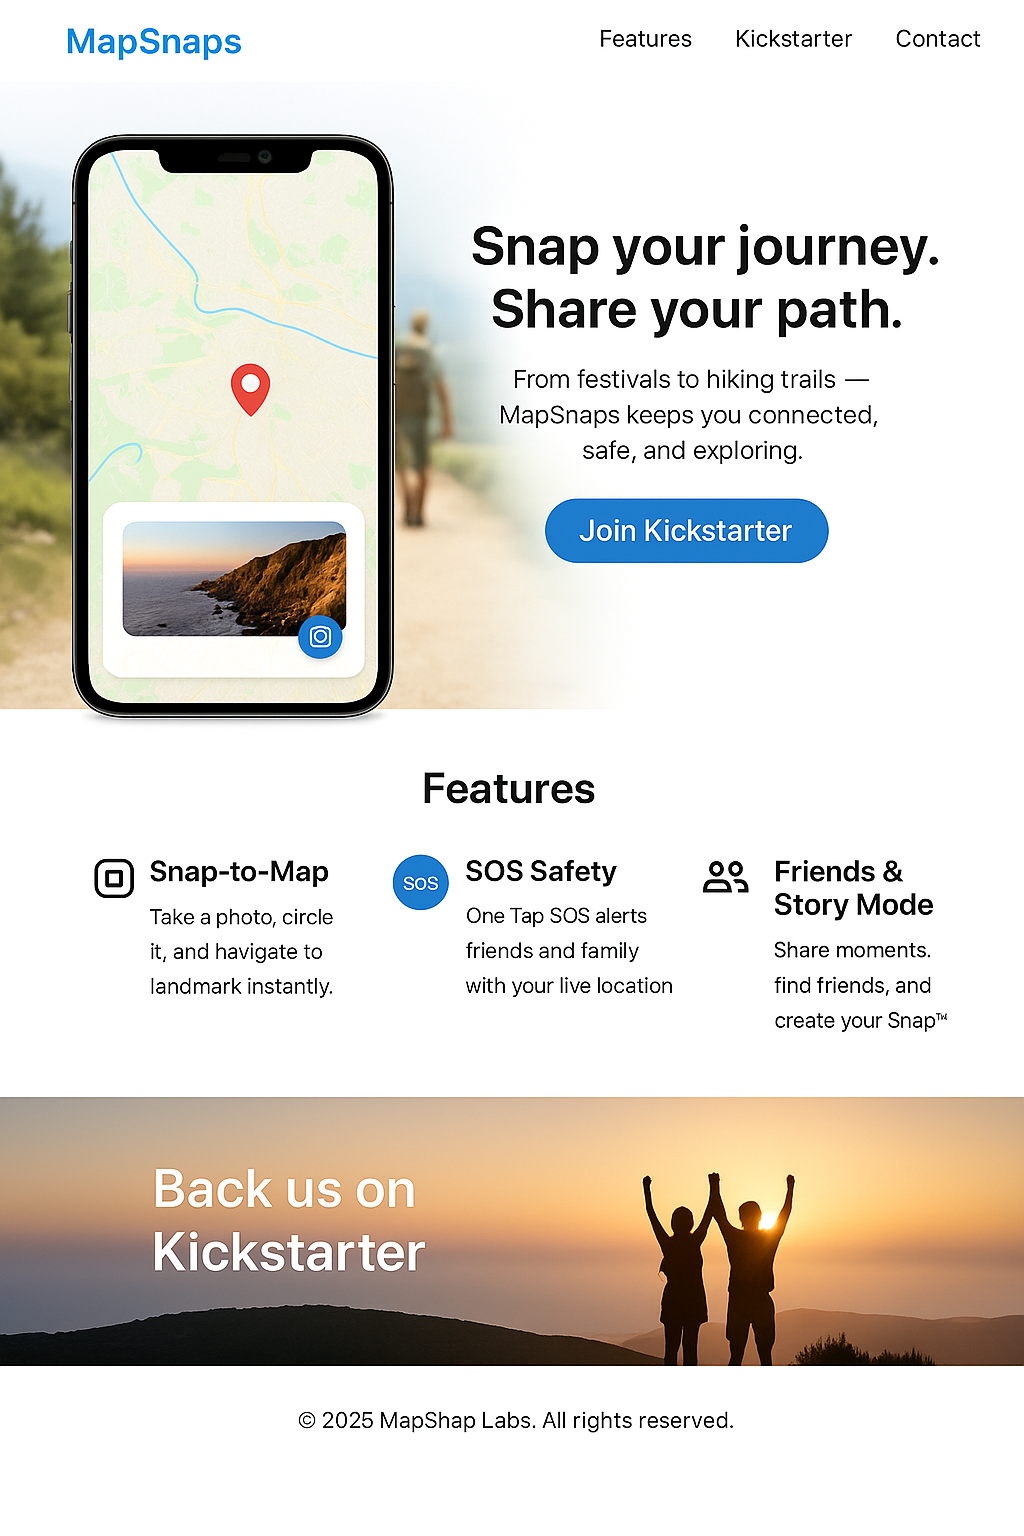 MapSnaps
Features
Kickstarter
Contact
Snap your journey.
Share your path.
From festivals to hiking trails —
MapSnaps keeps you connected,
safe, and exploring.
Join Kickstarter
Features
Snap-to-Map
Take a photo, circle
it, and havigate to
landmark instantly.
SOS
SOS Safety
One Tap SOS alerts
friends and family
with your live location
Friends &
Story Mode
Share moments.
find friends, and
create your Snap™
Back us on
Kickstarter
© 2025 MapShap Labs. All rights reserved.